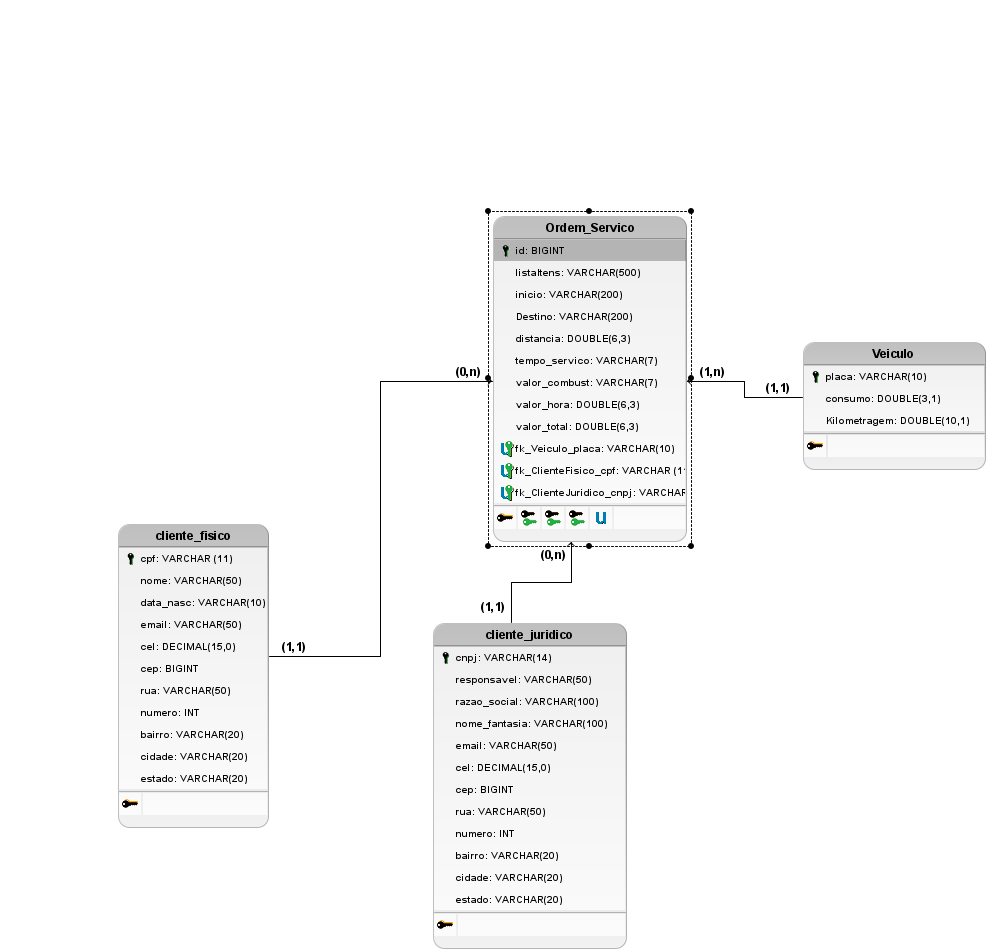 Ordem_Servico
id: BIGINT
listaItens: VARCHAR(500)
inicio: VARCHAR(200)
Destino: VARCHAR(200)
distancia: DOUBLE(6,3)
tempo_servico: VARCHAR(7)
valor_combust: VARCHAR(7)
valor_hora: DOUBLE(6,3)
valor_total: DOUBLE(6,3)
fk_Veiculo_placa: VARCHAR(10)
fk_ClienteFisico_cpf: VARCHAR (1
fk_ClienteJuridico_cnpj: VARCHAR
U
(0,n)
(1,n)
(1,1)
Veiculo
placa: VARCHAR(10)
consumo: DOUBLE(3,1)
Kilometragem: DOUBLE(10,1)
cliente_fisico
cpf: VARCHAR (11)
nome: VARCHAR(50)
data_nasc: VARCHAR(10)
email: VARCHAR(50)
cel: DECIMAL(15,0)
cep: BIGINT
rua: VARCHAR(50)
numero: INT
bairro: VARCHAR(20)
cidade: VARCHAR(20)
estado: VARCHAR(20)
(1,1)
(0,n)
(1,1)
cliente_juridico
cnpj: VARCHAR(14)
responsavel: VARCHAR(50)
razao_social: VARCHAR(100)
nome_fantasia: VARCHAR(100)
email: VARCHAR(50)
cel: DECIMAL(15,0)
cep: BIGINT
rua: VARCHAR(50)
numero: INT
bairro: VARCHAR(20)
cidade: VARCHAR(20)
estado: VARCHAR(20)